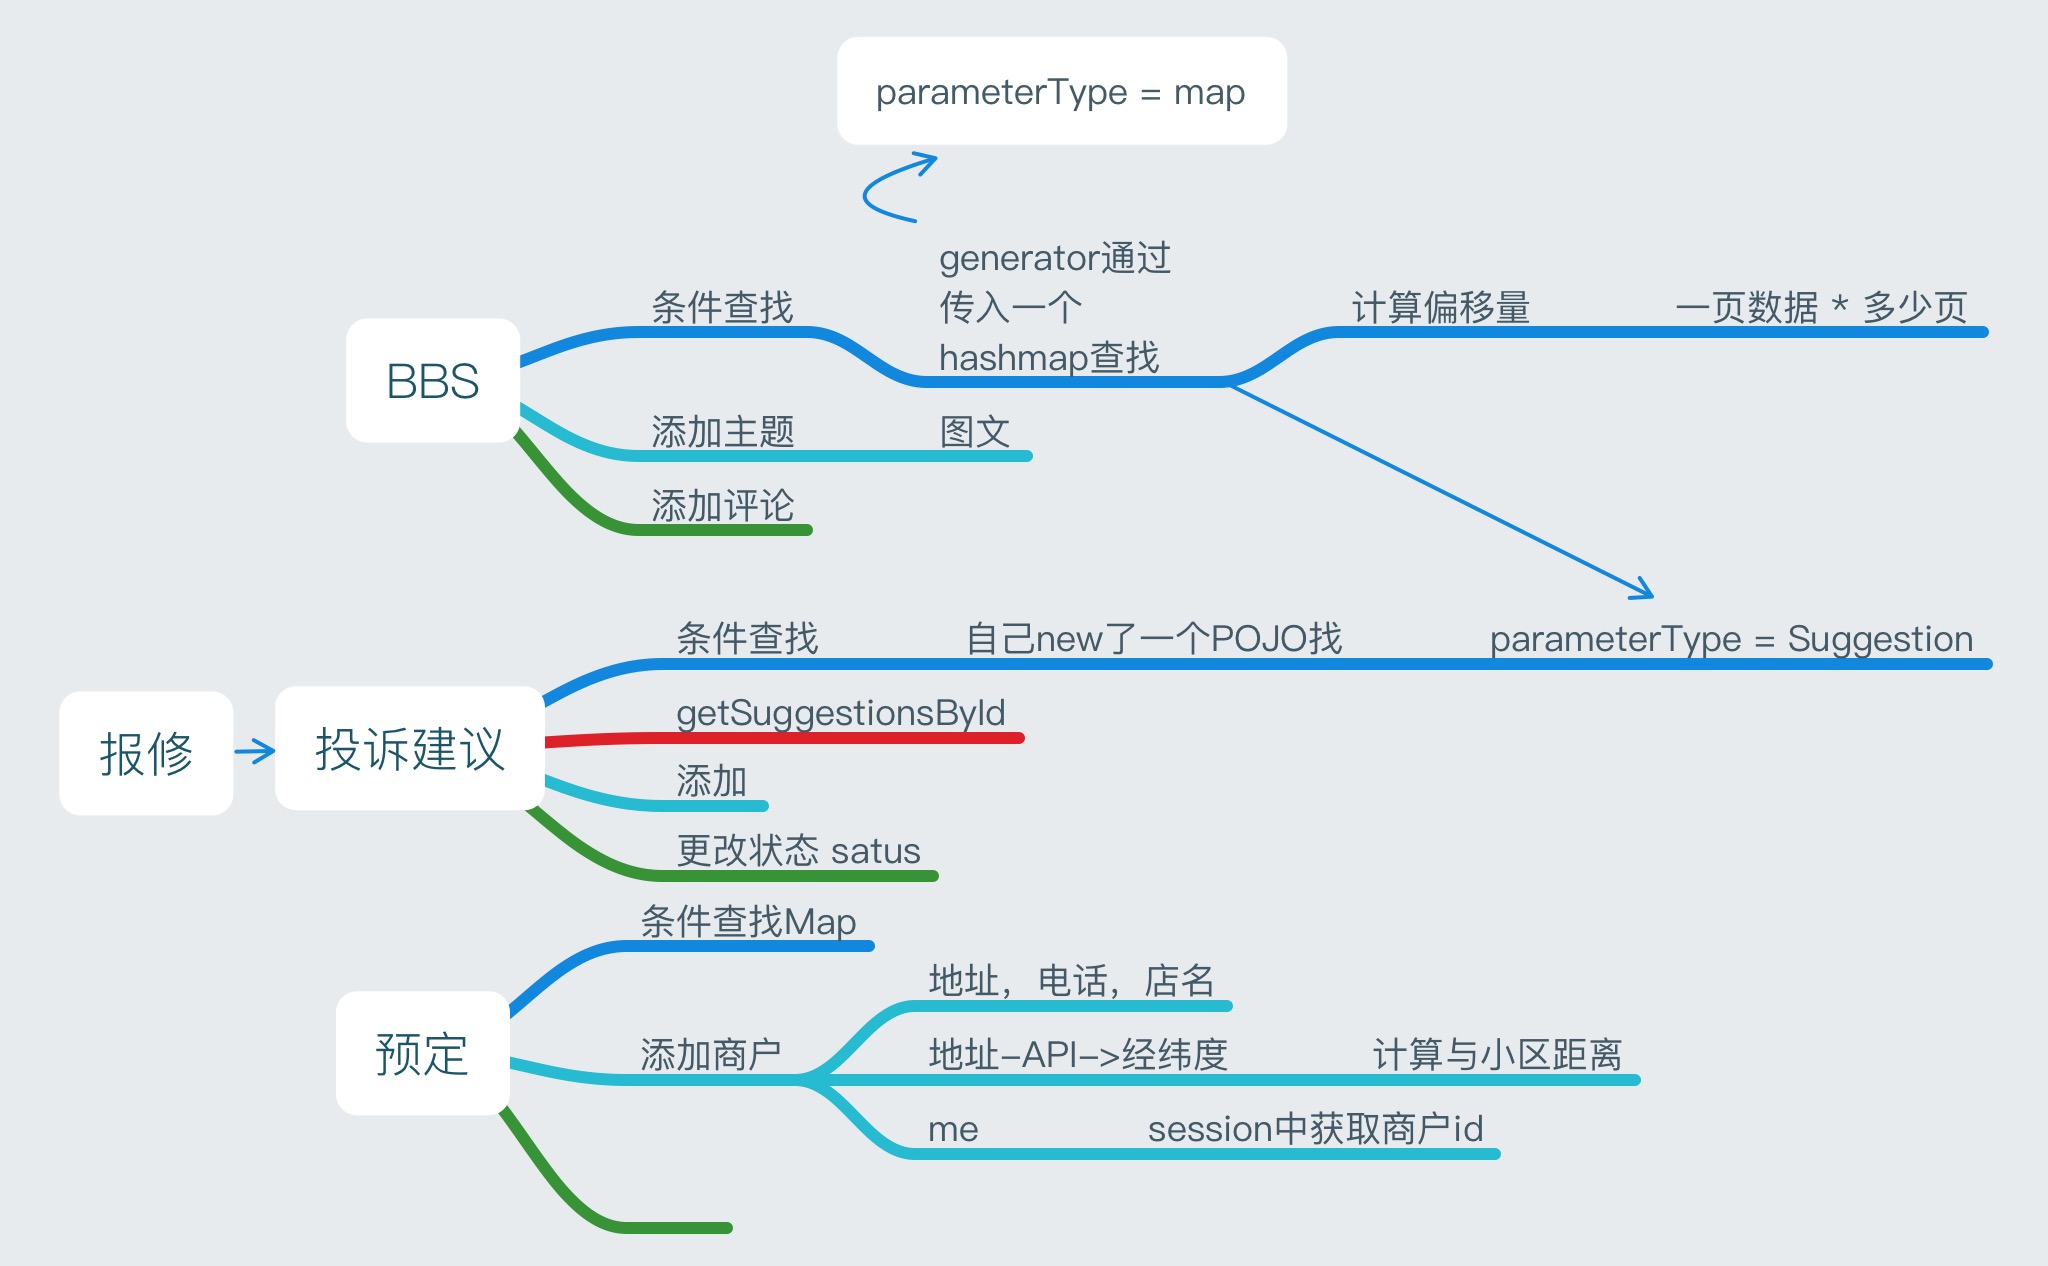 parameterType = map
generator通过
传入一个
hashmap查找
条件查找
计算偏移量
一页数据 * 多少页
BBS
添加主题
图文
添加评论
条件查找
自己new了一个POJO找
parameterType = Suggestion
getSuggestionsById
报修
投诉建议
添加
更改状态 satus
条件查找Map
地址，电话，店名
预定
添加商户
地址-API->经纬度
计算与小区距离
me
session中获取商户id